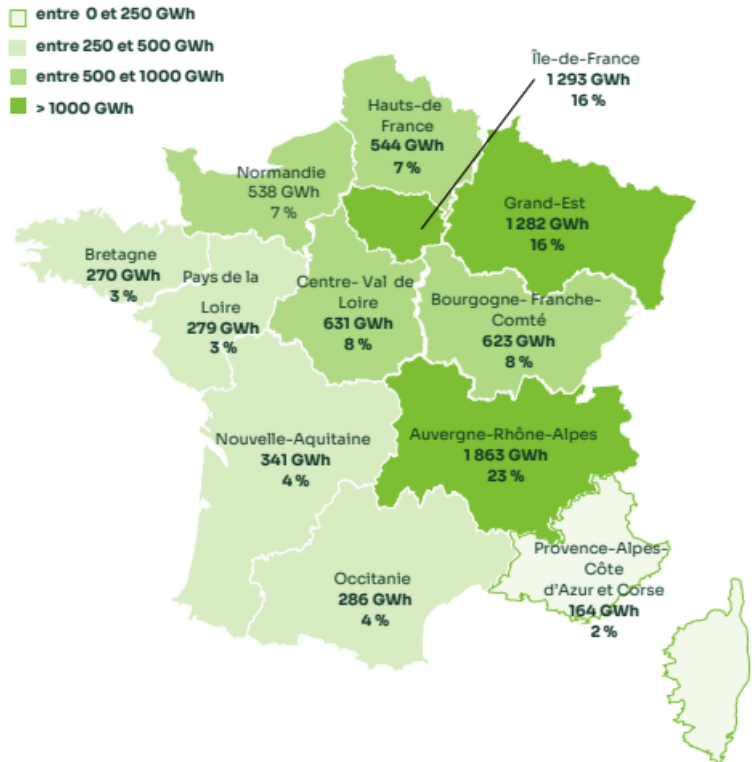 entre 0 et 250 GWh
entre 250 et 500 GWh
entre 500 et 1000 GWh
> 1000 GWh
Île-de-France
1 293 GWh
16 %
Hauts-de
France
544 GWh
7 %
Normandie
538 GWh
7 %
Grand-Est
1 282 GWh
16 %
Bretagne
270 GWh
3 %
Pays de la
Loire
279 GWh
3 %
Centre- Val de
Loire
631 GWh
8 %
Bourgogne- Franche-
Comté
623 GWh
8 %
Nouvelle-Aquitaine
341 GWh
4 %
Auvergne-Rhône-Alpes
1 863 GWh
23 %
Occitanie
286 GWh
4 %
Provence-Alpes-
Côte
d'Azur et Corse
164 GWh
2 %